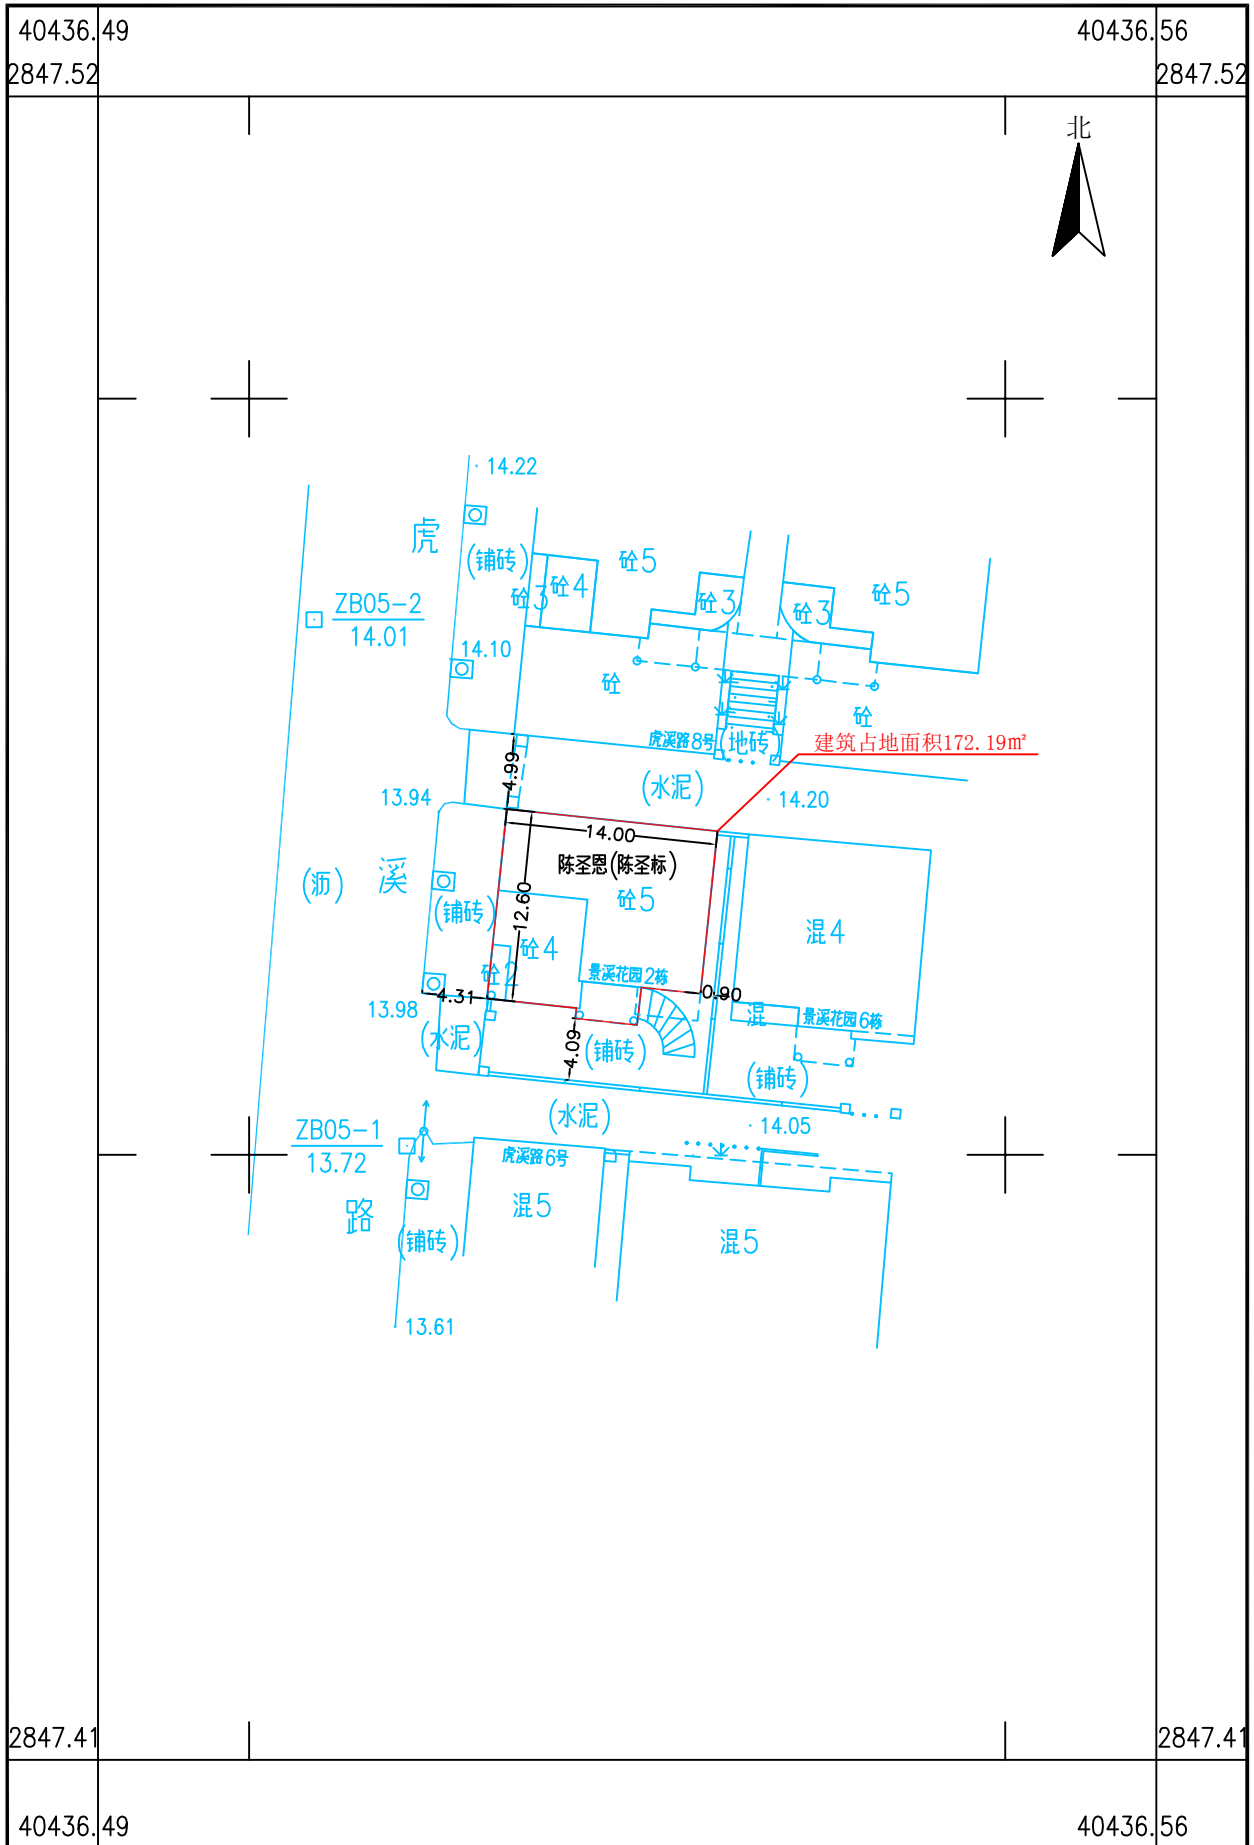 40436.49
40436.56
2847.52
2847.52
北
14.22
虎
(铺砖)
砼5
砼4
砼3
砼3
砼3
砼5
ZB05-2
14.01
14.10
砼
砼
虎溪路8号
(地砖)
建筑占地面积172.19㎡
4.99
(水泥)
13.94
14.20
14.00
陈圣恩(陈圣标)
(沥)
溪
12.60
砼5
(铺砖)
混4
砼4
砼2
景溪花园2栋
4.31
0.90
13.98
混
景溪花园6栋
(水泥)
4.09
(铺砖)
(铺砖)
(水泥)
14.05
ZB05-1
13.72
虎溪路6号
混5
路
(铺砖)
混5
13.61
2847.41
2847.41
40436.49
40436.56